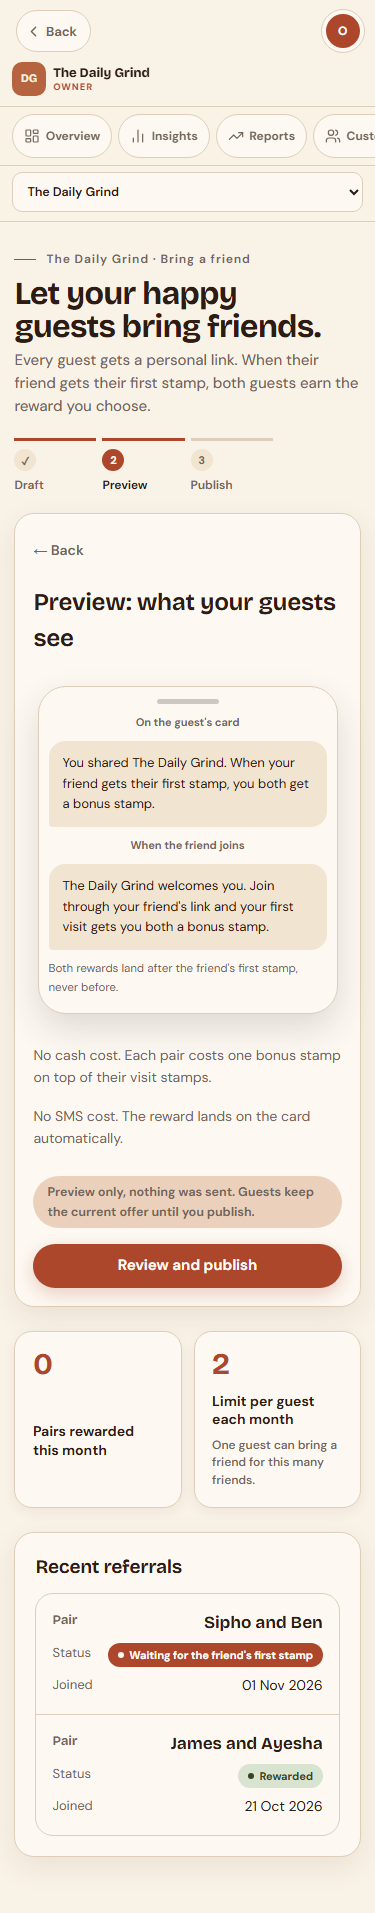 Back
O
DG
The Daily Grind
OWNER
Overview
Insights
Reports
Cust
The Daily Grind
The Daily Grind · Bring a friend
Let your happy
guests bring friends.
Every guest gets a personal link. When their
friend gets their first stamp, both guests earn the
reward you choose.
✓
2
3
Draft
Preview
Publish
← Back
Preview: what your guests
see
On the guest's card
You shared The Daily Grind. When your
friend gets their first stamp, you both get
a bonus stamp.
When the friend joins
The Daily Grind welcomes you. Join
through your friend's link and your first
visit gets you both a bonus stamp.
Both rewards land after the friend's first stamp,
never before.
No cash cost. Each pair costs one bonus stamp
on top of their visit stamps.
No SMS cost. The reward lands on the card
automatically.
Preview only, nothing was sent. Guests keep
the current offer until you publish.
Review and publish
0
Pairs rewarded
this month
2
Limit per guest
each month
One guest can bring a
friend for this many
friends.
Recent referrals
Pair
Sipho and Ben
Status
Waiting for the friend's first stamp
Joined
01 Nov 2026
Pair
James and Ayesha
Status
Rewarded
Joined
21 Oct 2026